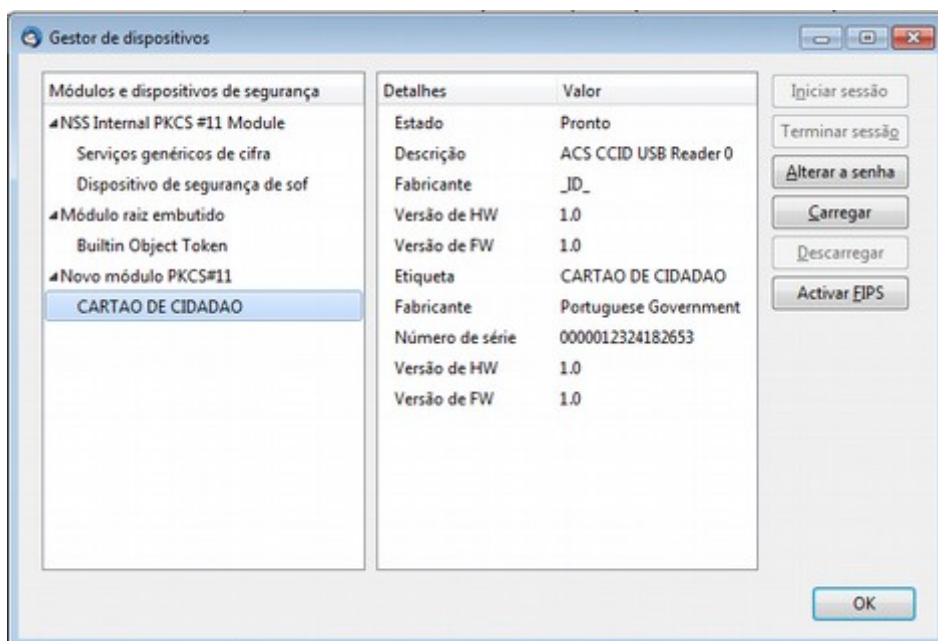 Gestor de dispositivos
Módulos e dispositivos de segurança
NSS Internal PKCS #11 Module
Serviços genéricos de cifra
Dispositivo de segurança de sof
Módulo raiz embutido
Builtin Object Token
Novo módulo PKCS#11
CARTAO DE CIDADAO
Detalhes Valor
Estado Pronto
Descrição ACS CCID USB Reader 0
Fabricante _ID_
Versão de HW 1.0
Versão de FW 1.0
Etiqueta CARTAO DE CIDADAO
Fabricante Portuguese Government
Número de série 0000012324182653
Versão de HW 1.0
Versão de FW 1.0
Iniciar sessão
Terminar sessão
Alterar a senha
Carregar
Descarregar
Activar FIPS
OK